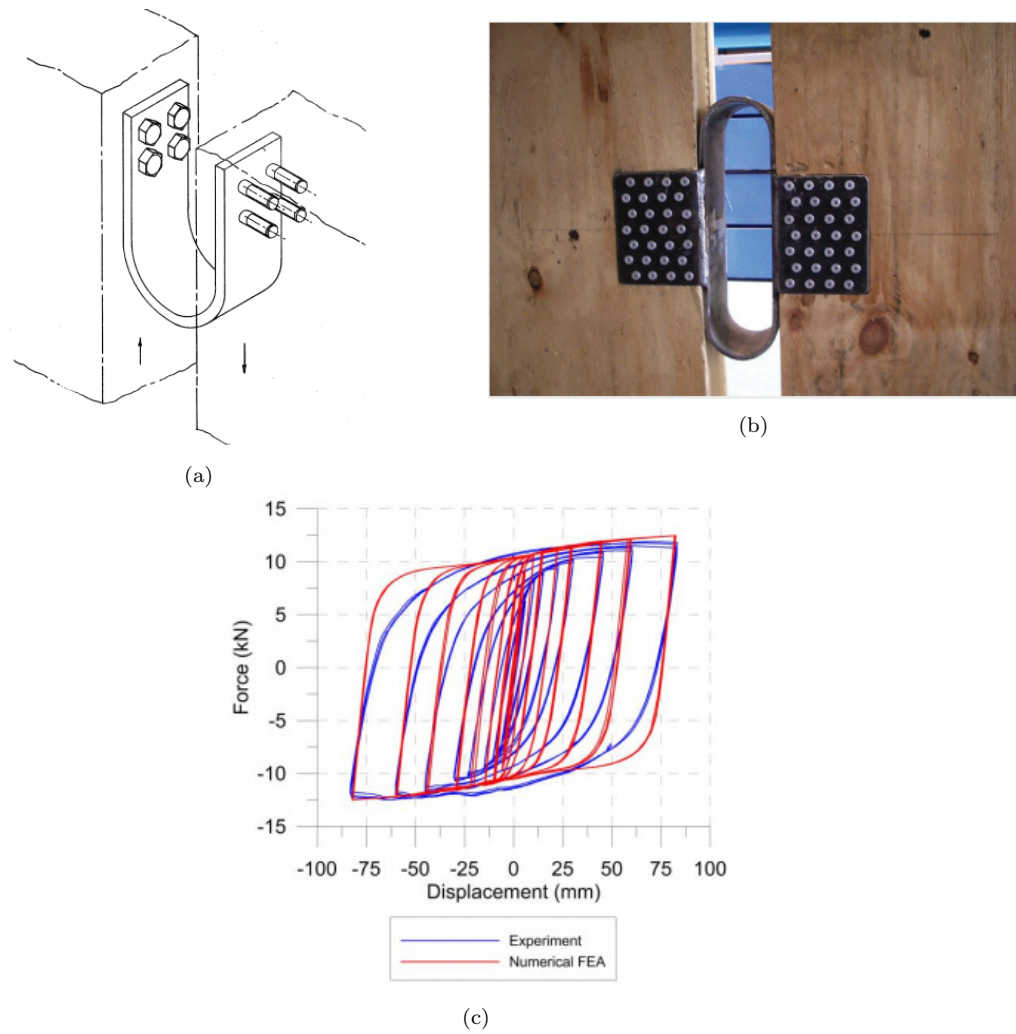 (a)
(b)
15
10
5
0
-5
-10
-15
Force (kN)
-100 -75 -50 -25 0 25 50 75 100
Displacement (mm)
Experiment
Numerical FEA
(c)